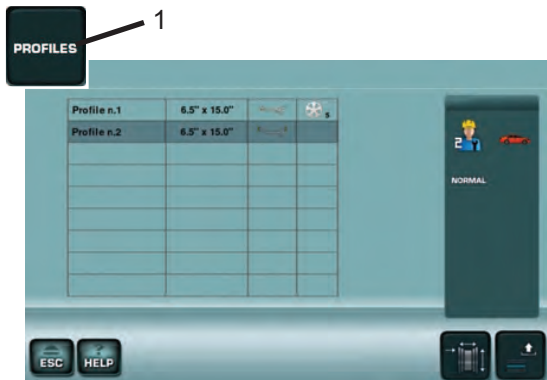 1
PROFILES
Profile n.1 6.5" x 15.0" 5
Profile n.2 6.5" x 15.0"
2
NORMAL
ESC ? HELP